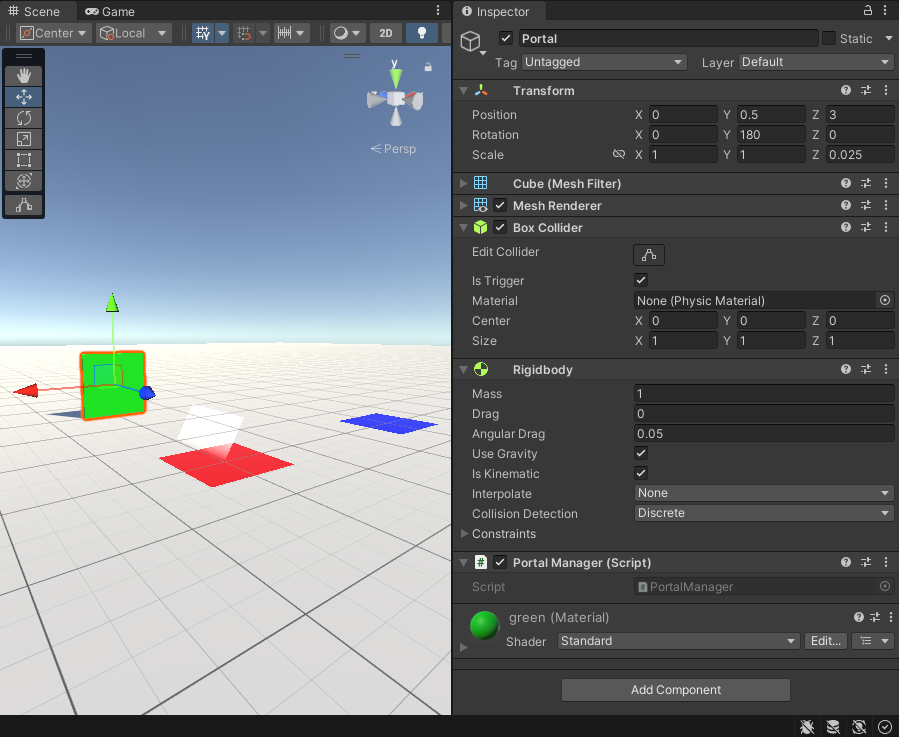 Scene Game
Center Local 2D
y
Persp
Inspector
Portal Static
Tag Untagged Layer Default
Transform
Position X 0 Y 0.5 Z 3
Rotation X 0 Y 180 Z 0
Scale X 1 Y 1 Z 0.025
Cube (Mesh Filter)
Mesh Renderer
Box Collider
Edit Collider
Is Trigger
Material None (Physic Material)
Center X 0 Y 0 Z 0
Size X 1 Y 1 Z 1
Rigidbody
Mass 1
Drag 0
Angular Drag 0.05
Use Gravity
Is Kinematic
Interpolate None
Collision Detection Discrete
Constraints
# Portal Manager (Script)
Script PortalManager
green (Material)
Shader Standard Edit...
Add Component